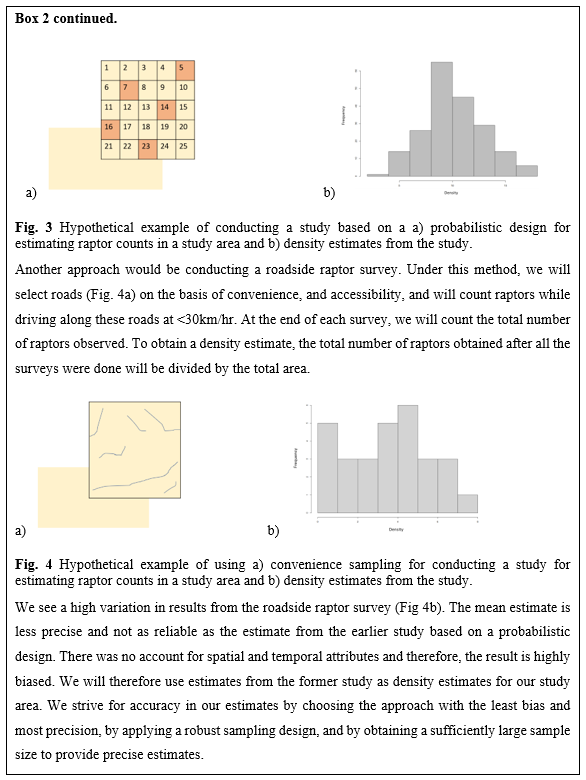 Box 2 continued.
1 2 3 4 5
6 7 8 9 10
11 12 13 14 15
16 17 18 19 20
21 22 23 24 25
Frequency
Density
a)
b)
Fig. 3 Hypothetical example of conducting a study based on a a) probabilistic design for
estimating raptor counts in a study area and b) density estimates from the study.
Another approach would be conducting a roadside raptor survey. Under this method, we will
select roads (Fig. 4a) on the basis of convenience, and accessibility, and will count raptors while
driving along these roads at <30km/hr. At the end of each survey, we will count the total number
of raptors observed. To obtain a density estimate, the total number of raptors obtained after all the
surveys were done will be divided by the total area.
Frequency
Density
a)
b)
Fig. 4 Hypothetical example of using a) convenience sampling for conducting a study for
estimating raptor counts in a study area and b) density estimates from the study.
We see a high variation in results from the roadside raptor survey (Fig 4b). The mean estimate is
less precise and not as reliable as the estimate from the earlier study based on a probabilistic
design. There was no account for spatial and temporal attributes and therefore, the result is highly
biased. We will therefore use estimates from the former study as density estimates for our study
area. We strive for accuracy in our estimates by choosing the approach with the least bias and
most precision, by applying a robust sampling design, and by obtaining a sufficiently large sample
size to provide precise estimates.